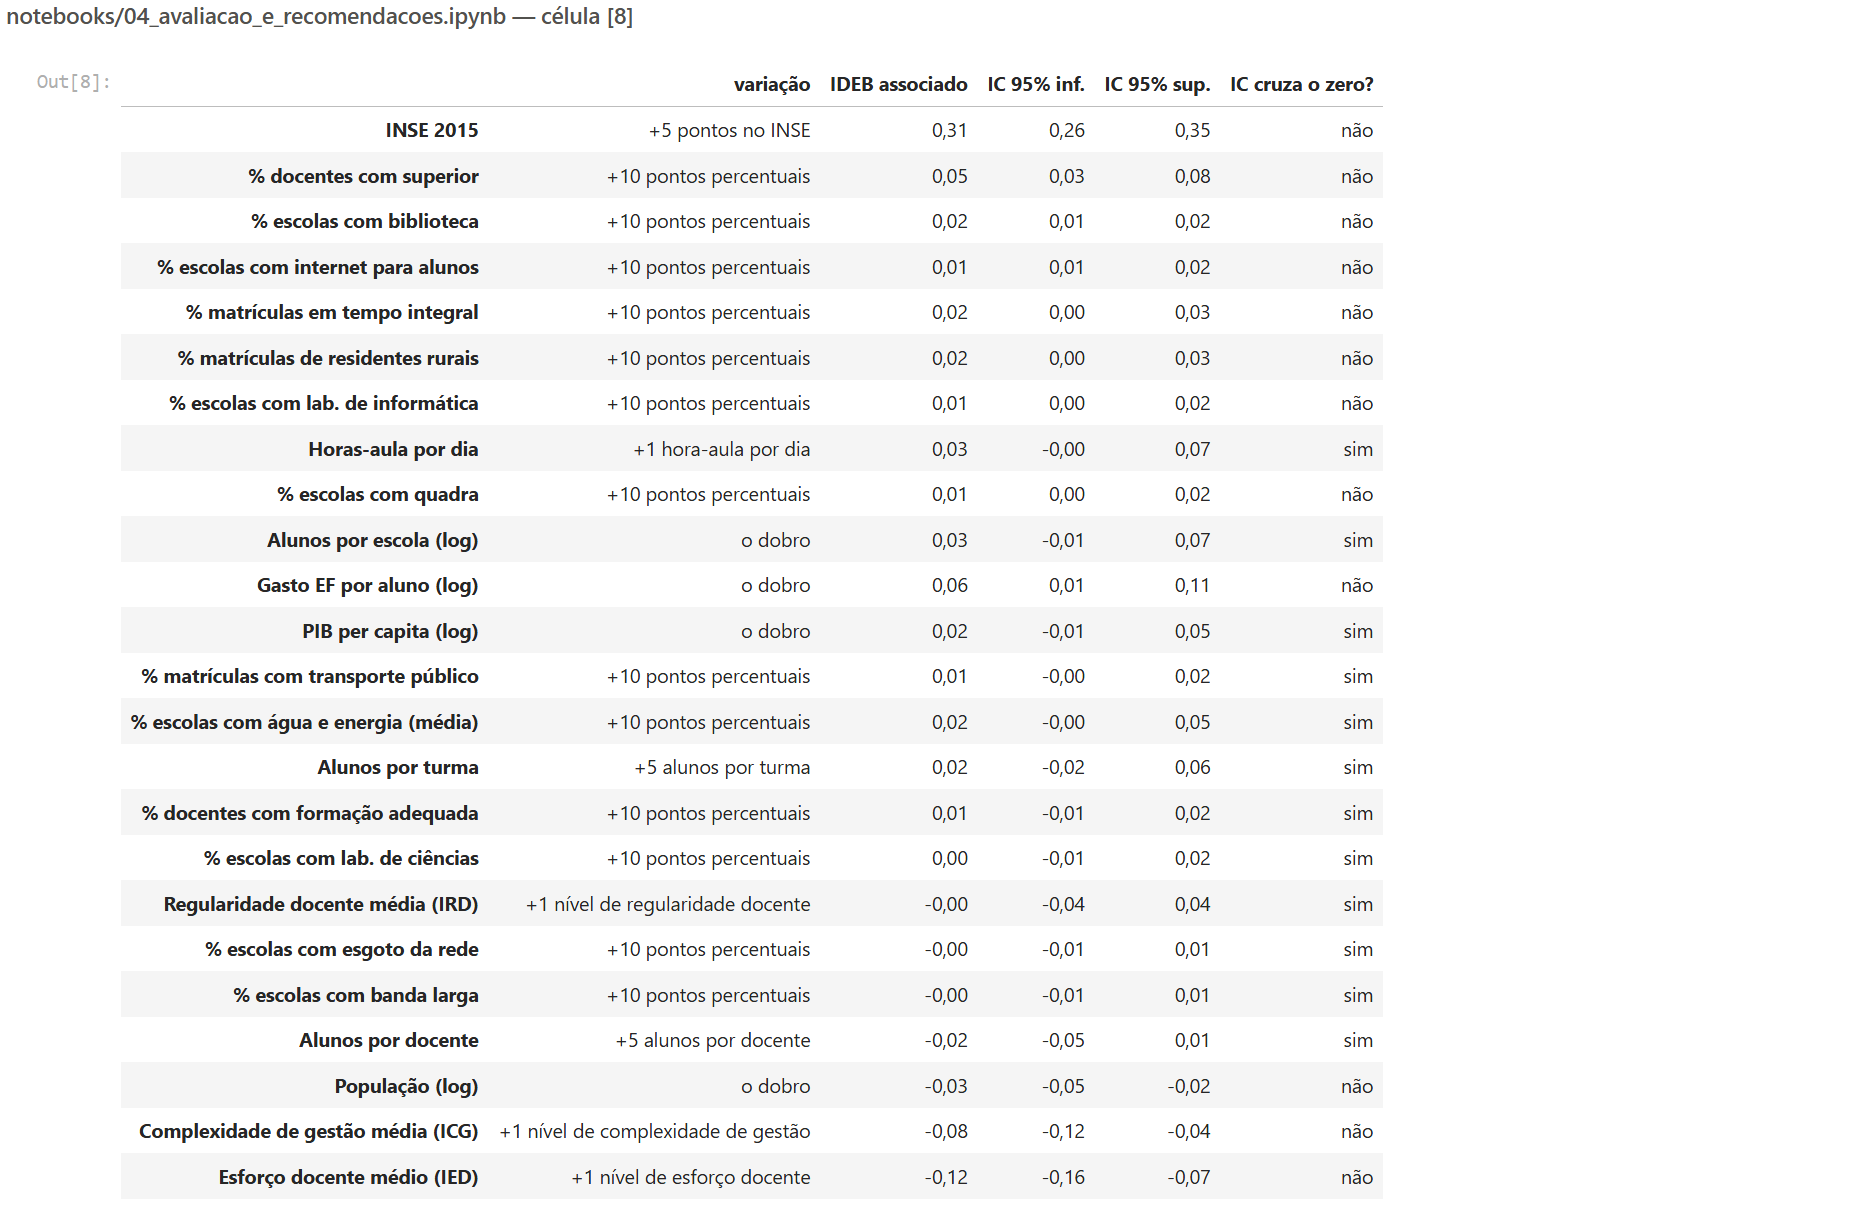 notebooks/04_avaliacao_e_recomendacoes.ipynb — célula [8]
Out[8]:
variação IDEB associado IC 95% inf. IC 95% sup. IC cruza o zero?
INSE 2015 +5 pontos no INSE 0,31 0,26 0,35 não
% docentes com superior +10 pontos percentuais 0,05 0,03 0,08 não
% escolas com biblioteca +10 pontos percentuais 0,02 0,01 0,02 não
% escolas com internet para alunos +10 pontos percentuais 0,01 0,01 0,02 não
% matrículas em tempo integral +10 pontos percentuais 0,02 0,00 0,03 não
% matrículas de residentes rurais +10 pontos percentuais 0,02 0,00 0,03 não
% escolas com lab. de informática +10 pontos percentuais 0,01 0,00 0,02 não
Horas-aula por dia +1 hora-aula por dia 0,03 -0,00 0,07 sim
% escolas com quadra +10 pontos percentuais 0,01 0,00 0,02 não
Alunos por escola (log) o dobro 0,03 -0,01 0,07 sim
Gasto EF por aluno (log) o dobro 0,06 0,01 0,11 não
PIB per capita (log) o dobro 0,02 -0,01 0,05 sim
% matrículas com transporte público +10 pontos percentuais 0,01 -0,00 0,02 sim
% escolas com água e energia (média) +10 pontos percentuais 0,02 -0,00 0,05 sim
Alunos por turma +5 alunos por turma 0,02 -0,02 0,06 sim
% docentes com formação adequada +10 pontos percentuais 0,01 -0,01 0,02 sim
% escolas com lab. de ciências +10 pontos percentuais 0,00 -0,01 0,02 sim
Regularidade docente média (IRD) +1 nível de regularidade docente -0,00 -0,04 0,04 sim
% escolas com esgoto da rede +10 pontos percentuais -0,00 -0,01 0,01 sim
% escolas com banda larga +10 pontos percentuais -0,00 -0,01 0,01 sim
Alunos por docente +5 alunos por docente -0,02 -0,05 0,01 sim
População (log) o dobro -0,03 -0,05 -0,02 não
Complexidade de gestão média (ICG) +1 nível de complexidade de gestão -0,08 -0,12 -0,04 não
Esforço docente médio (IED) +1 nível de esforço docente -0,12 -0,16 -0,07 não